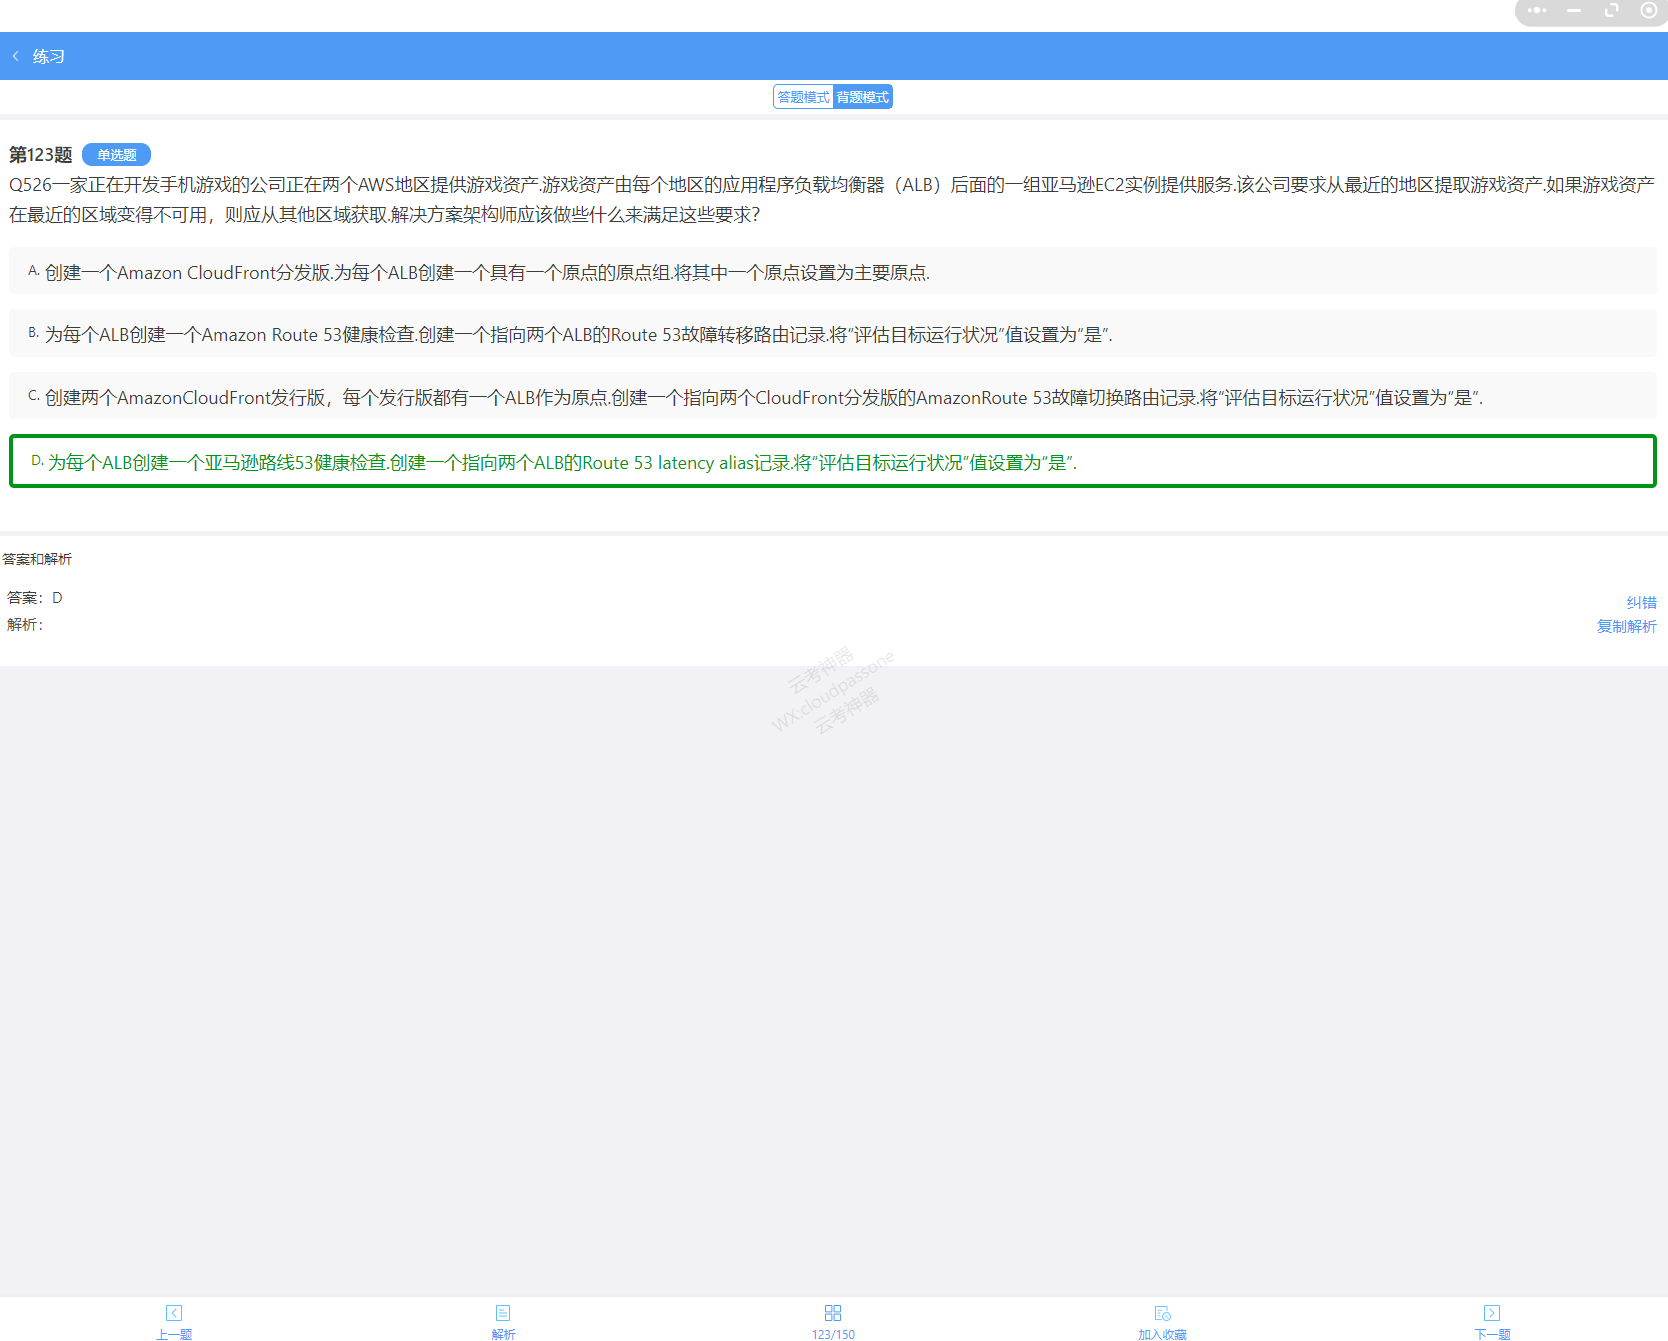 练习
答题模式 背题模式
第123题 单选题
Q526一家正在开发手机游戏的公司正在两个AWS地区提供游戏资产.游戏资产由每个地区的应用程序负载均衡器（ALB）后面的一组亚马逊EC2实例提供服务.该公司要求从最近的地区提取游戏资产.如果游戏资产
在最近的区域变得不可用，则应从其他区域获取.解决方案架构师应该做些什么来满足这些要求？
A. 创建一个Amazon CloudFront分发版.为每个ALB创建一个具有一个原点的原点组.将其中一个原点设置为主要原点.
B. 为每个ALB创建一个Amazon Route 53健康检查.创建一个指向两个ALB的Route 53故障转移路由记录.将“评估目标运行状况”值设置为“是”.
C. 创建两个AmazonCloudFront发行版，每个发行版都有一个ALB作为原点.创建一个指向两个CloudFront分发版的AmazonRoute 53故障切换路由记录.将“评估目标运行状况”值设置为“是”.
D. 为每个ALB创建一个亚马逊路线53健康检查.创建一个指向两个ALB的Route 53 latency alias记录.将“评估目标运行状况”值设置为“是”.
答案和解析
答案：D
纠错
解析：
复制解析
云考神器
WX:cloudpassone
云考神器
上一题 解析 123/150 加入收藏 下一题